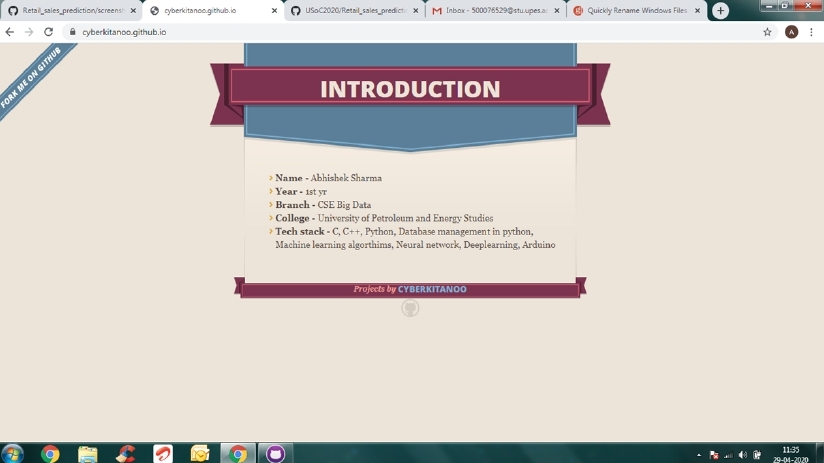 Retail_sales_prediction/screensh
cyberkitanoo.github.io
USoC2020/Retail_sales_predictio
Inbox - 500076529@stu.upes.ac
Quickly Rename Windows Files
cyberkitanoo.github.io
A
FORK ME ON GITHUB
INTRODUCTION
Name - Abhishek Sharma
Year - 1st yr
Branch - CSE Big Data
College - University of Petroleum and Energy Studies
Tech stack - C, C++, Python, Database management in python,
Machine learning algorthims, Neural network, Deeplearning, Arduino
Projects by CYBERKITANOO
11:35
29-04-2020